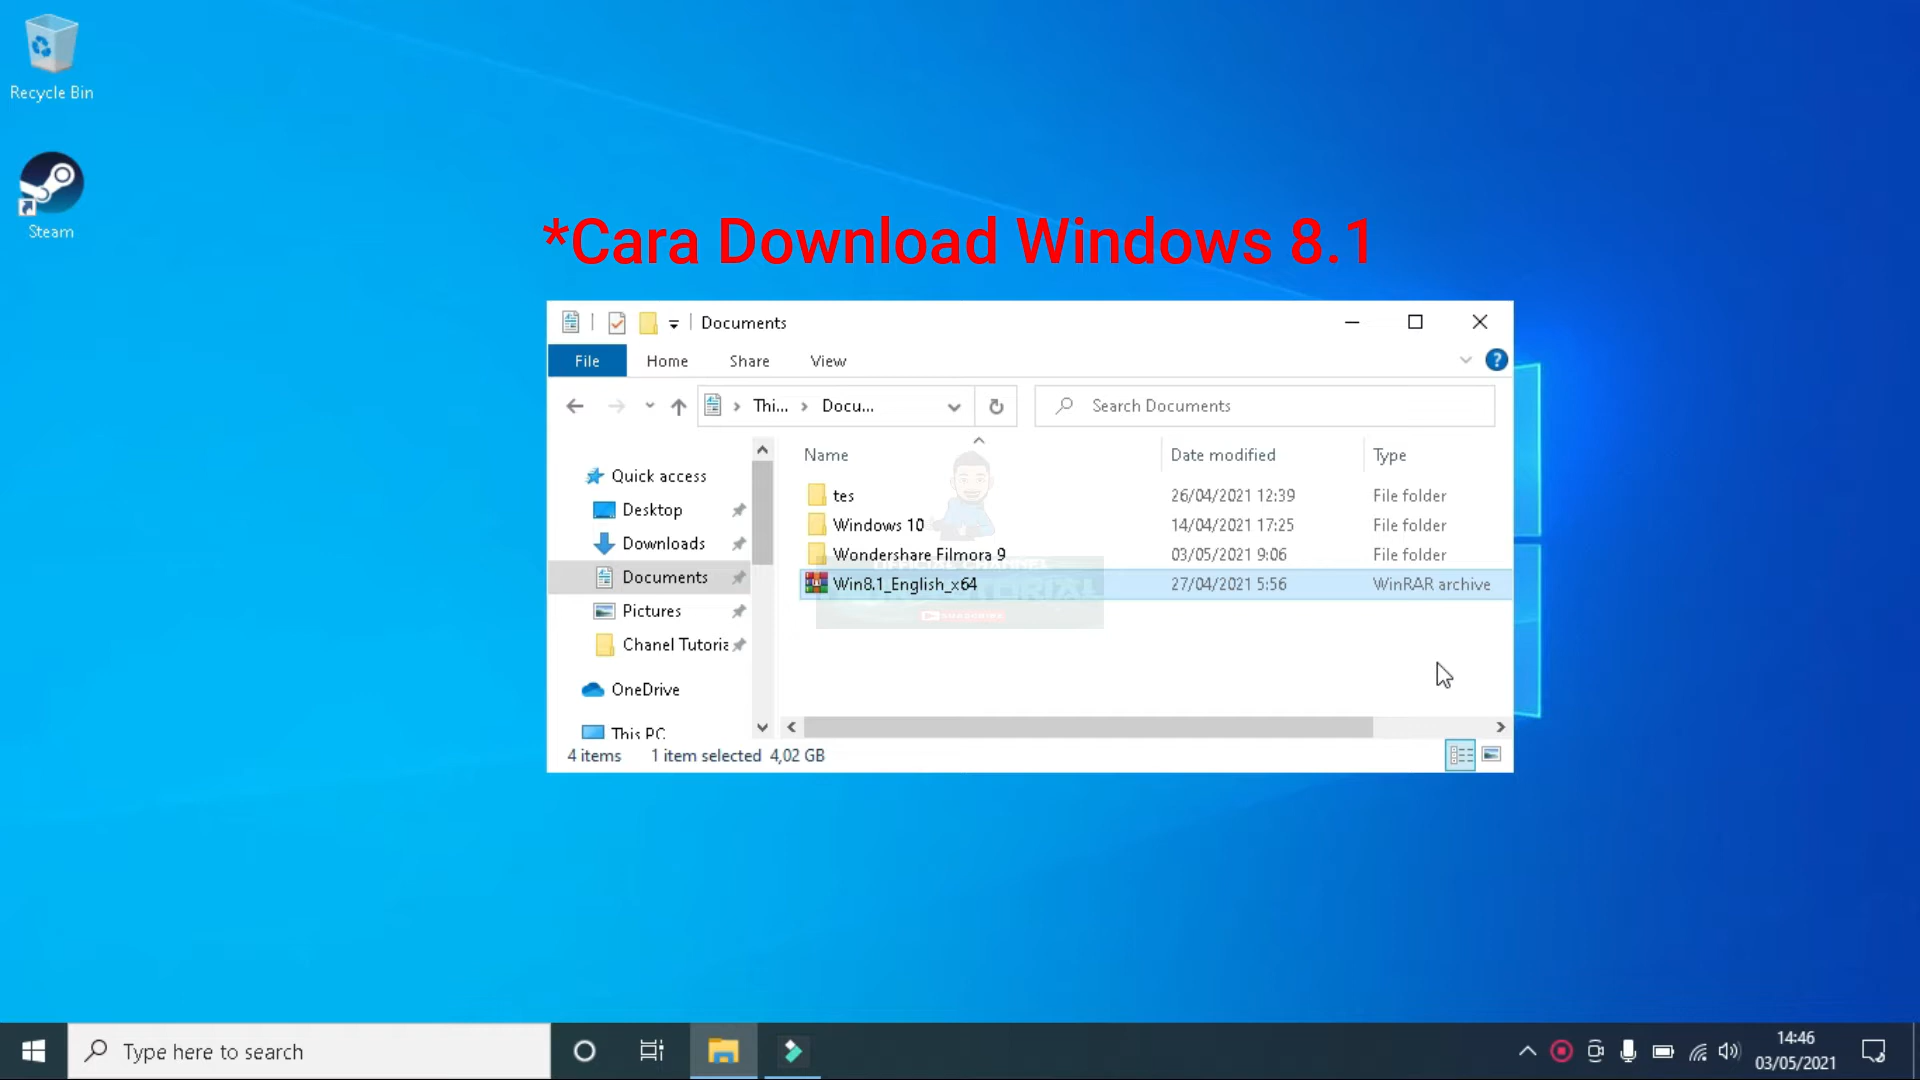 Recycle Bin
Steam
*Cara Download Windows 8.1
Documents
File Home Share View
Thi... Docu... Search Documents
Name Date modified Type
Quick access
Desktop
Downloads
Documents
Pictures
Chanel Tutoria
OneDrive
This PC
tes 26/04/2021 12:39 File folder
Windows 10 14/04/2021 17:25 File folder
Wondershare Filmora 9 03/05/2021 9:06 File folder
Win8.1_English_x64 27/04/2021 5:56 WinRAR archive
OFFICIAL CHANNEL
SUBSCRIBE
4 items 1 item selected 4,02 GB
Type here to search
14:46
03/05/2021